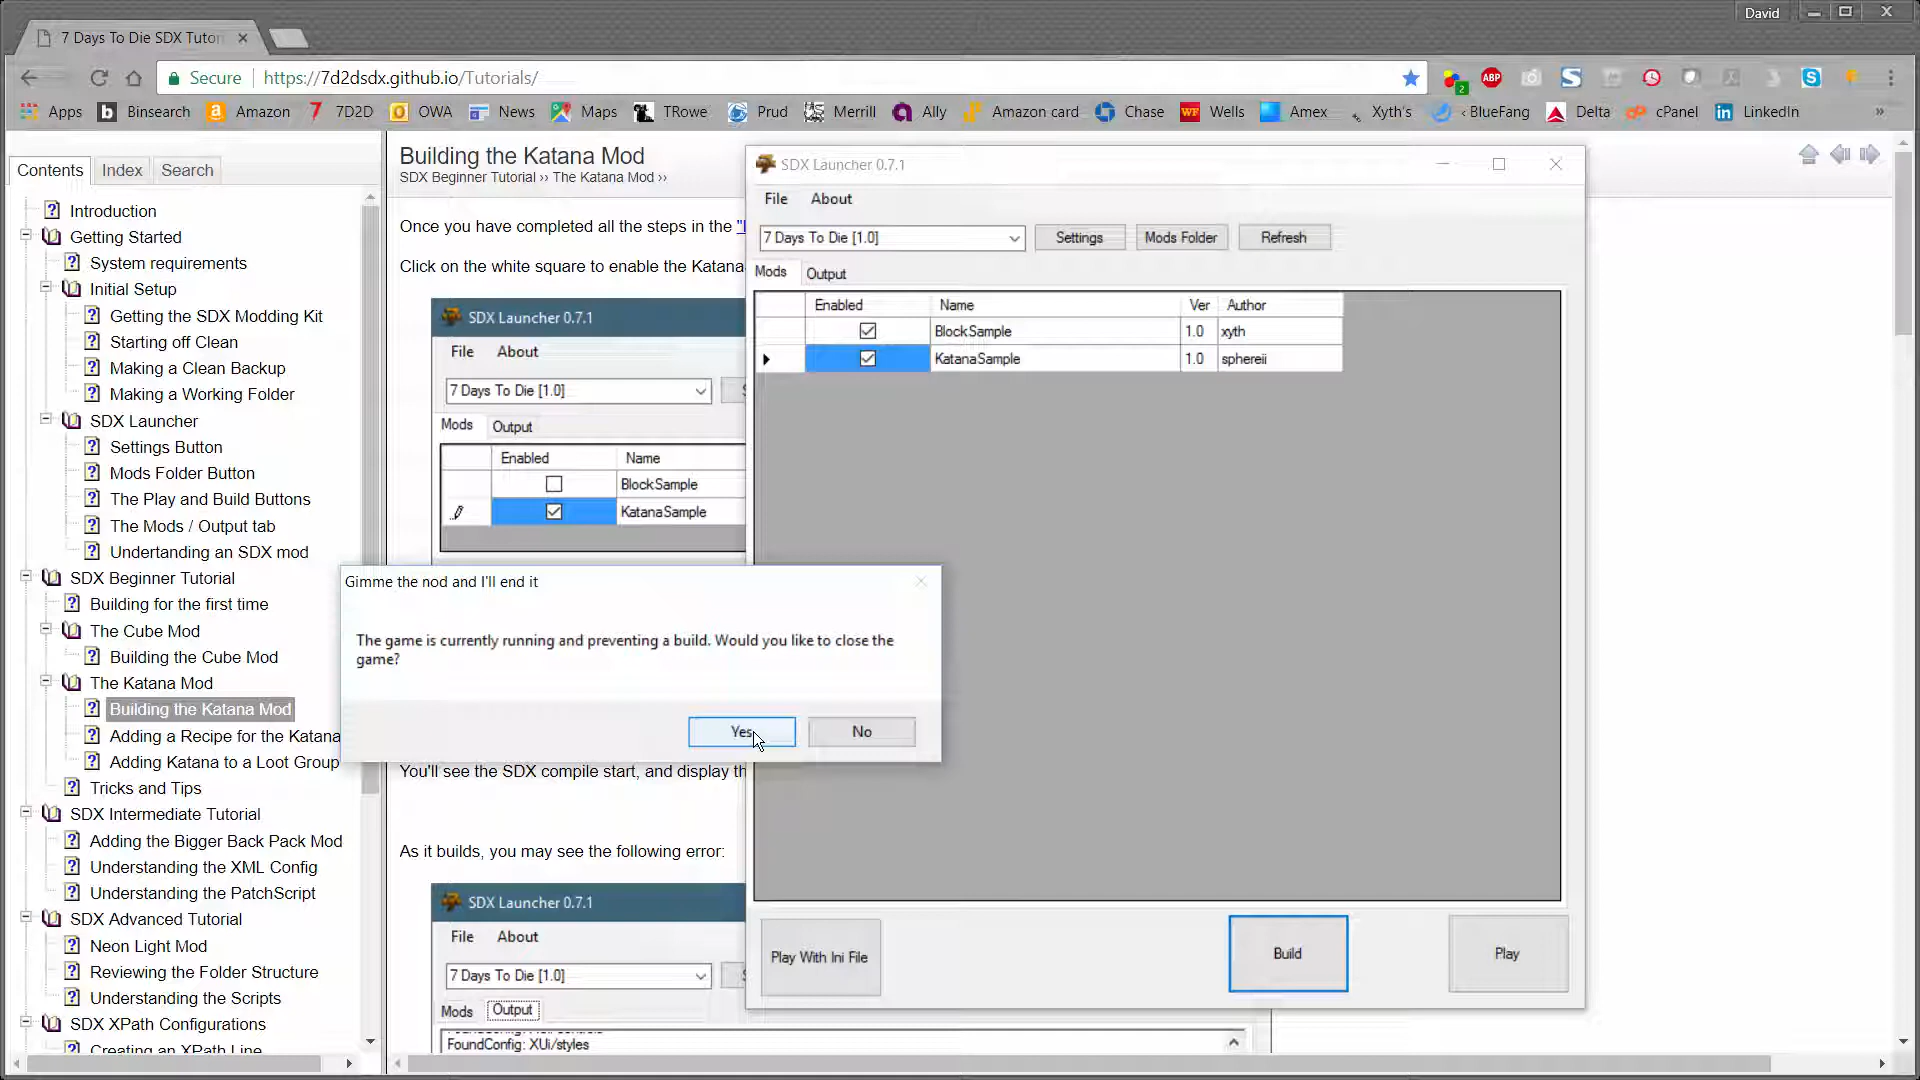 David
7 Days To Die SDX Tutor
Secure
https://7d2dsdx.github.io/Tutorials/
ABP
2
Apps
Binsearch
Amazon
7D2D
OWA
News
Maps
TRowe
Prud
Merrill
Ally
Amazon card
Chase
Wells
Amex
Xyth's
‹ BlueFang
Delta
cPanel
LinkedIn
»
Contents
Index
Search
Introduction
Getting Started
System requirements
Initial Setup
Getting the SDX Modding Kit
Starting off Clean
Making a Clean Backup
Making a Working Folder
SDX Launcher
Settings Button
Mods Folder Button
The Play and Build Buttons
The Mods / Output tab
Undertanding an SDX mod
SDX Beginner Tutorial
Building for the first time
The Cube Mod
Building the Cube Mod
The Katana Mod
Building the Katana Mod
Adding a Recipe for the Katana
Adding Katana to a Loot Group
Tricks and Tips
SDX Intermediate Tutorial
Adding the Bigger Back Pack Mod
Understanding the XML Config
Understanding the PatchScript
SDX Advanced Tutorial
Neon Light Mod
Reviewing the Folder Structure
Understanding the Scripts
SDX XPath Configurations
Creating an XPath Line
Building the Katana Mod
SDX Beginner Tutorial ›› The Katana Mod ››
Once you have completed all the steps in the
Click on the white square to enable the Katana
SDX Launcher 0.7.1
File
About
7 Days To Die [1.0]
Mods
Output
Enabled
Name
BlockSample
KatanaSample
You'll see the SDX compile start, and display th
As it builds, you may see the following error:
SDX Launcher 0.7.1
File
About
7 Days To Die [1.0]
Mods
Output
FoundConfig: XUi/styles
SDX Launcher 0.7.1
File
About
7 Days To Die [1.0]
Settings
Mods Folder
Refresh
Mods
Output
Enabled
Name
Ver
Author
BlockSample
1.0
xyth
KatanaSample
1.0
sphereii
Play With Ini File
Build
Play
Gimme the nod and I'll end it
The game is currently running and preventing a build. Would you like to close the
game?
Yes
No